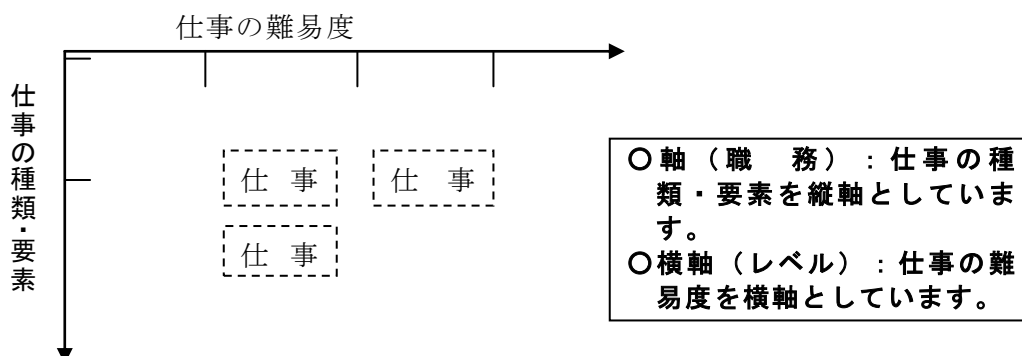 仕事の難易度
仕事の種類・要素
仕 事
仕 事
仕 事
○軸（職 務）：仕事の種
類・要素を縦軸としていま
す。
○横軸（レベル）：仕事の難
易度を横軸としています。